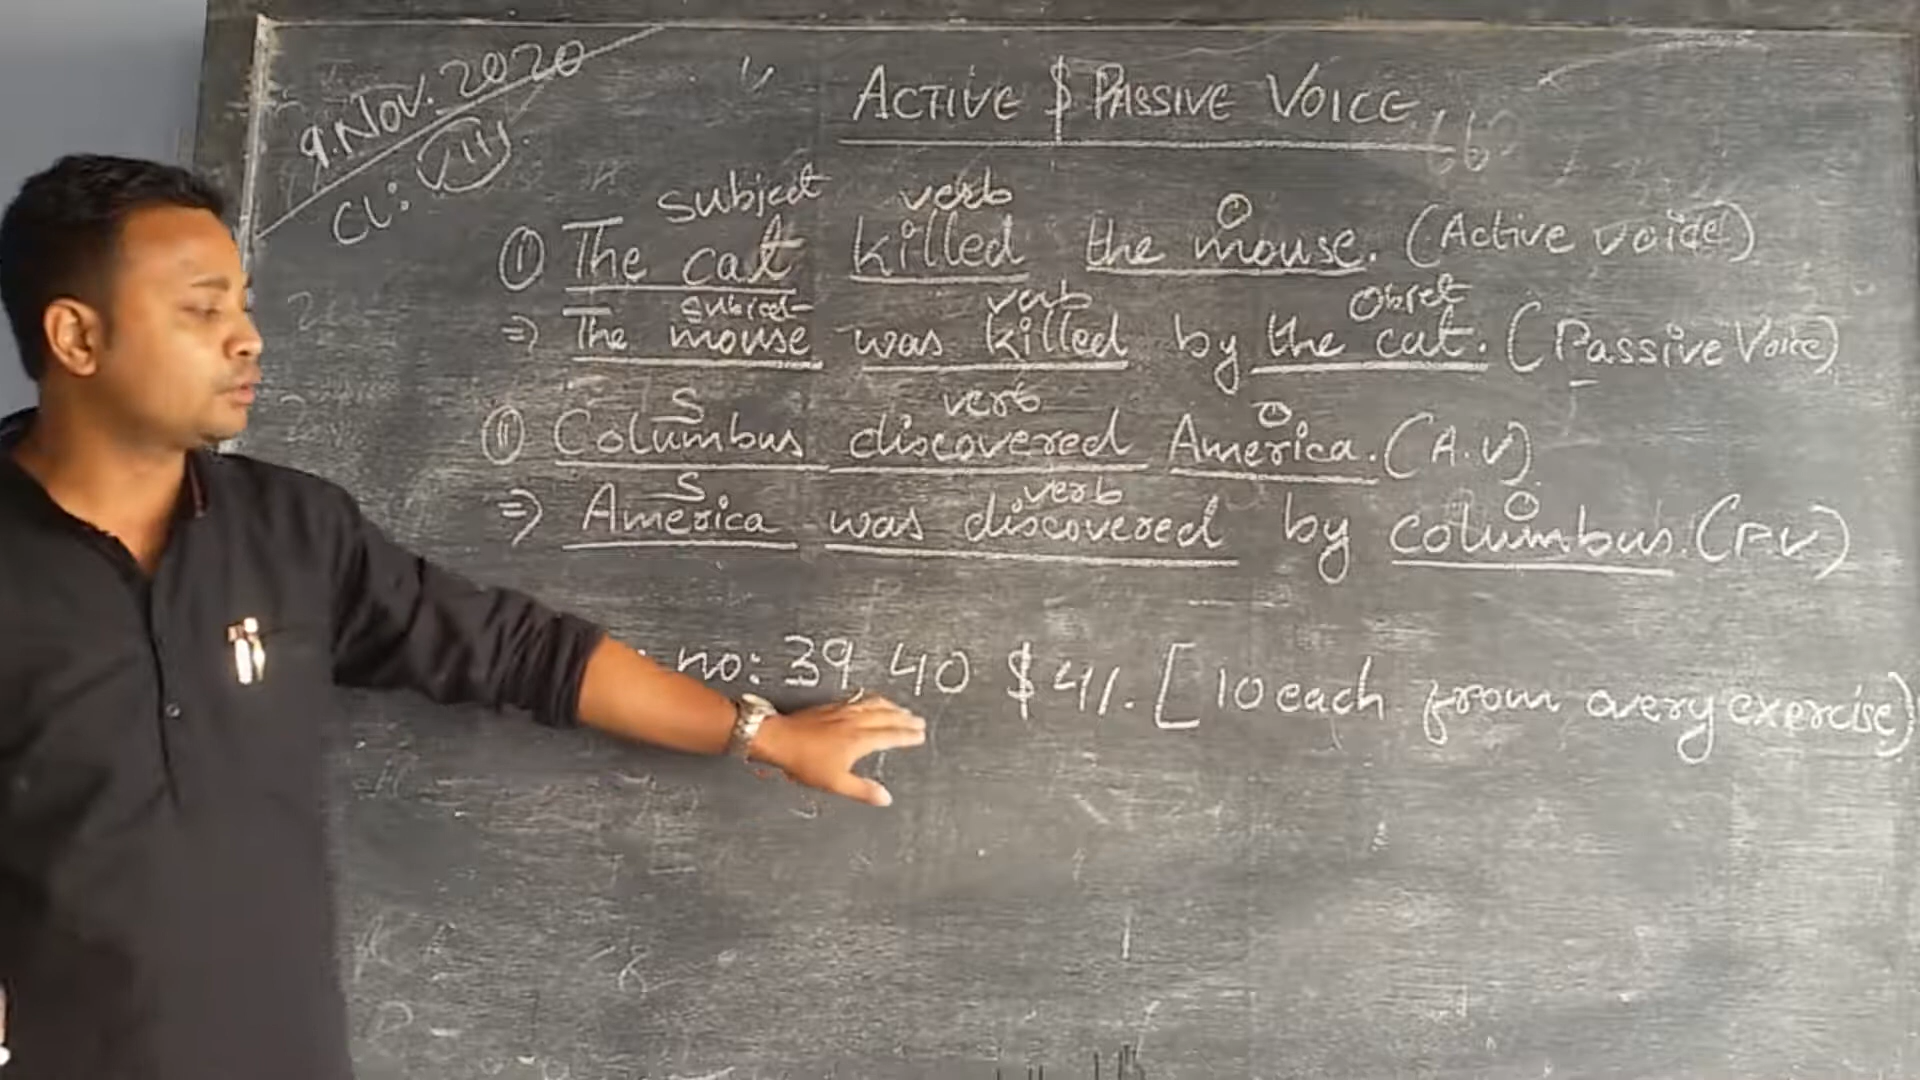 9. Nov. 2020
CL: VIII
ACTIVE $ PASSIVE VOICE
subject verb O
(i) The cat killed the mouse. (Active voice)
subject verb Object
⇒ The mouse was killed by the cat. (Passive Voice)
S verb O
(ii) Columbus discovered America. (A.V)
S verb O
⇒ America was discovered by columbus. (P.V)
no: 39, 40 $ 41. [10 each from every exercise)